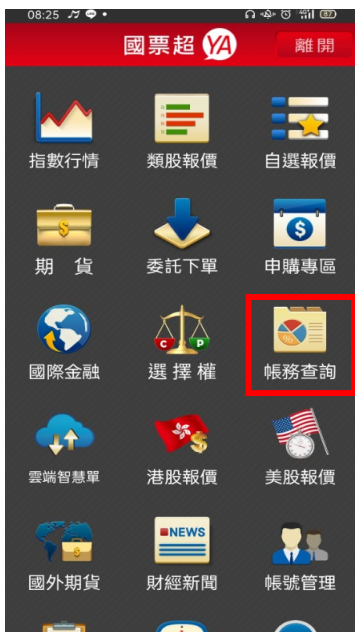 08:25
國票超 YA
離開
指數行情
類股報價
自選報價
期 貨
委託下單
申購專區
國際金融
C P
選擇權
%
帳務查詢
雲端智慧單
港股報價
美股報價
NEWS
國外期貨
財經新聞
帳號管理